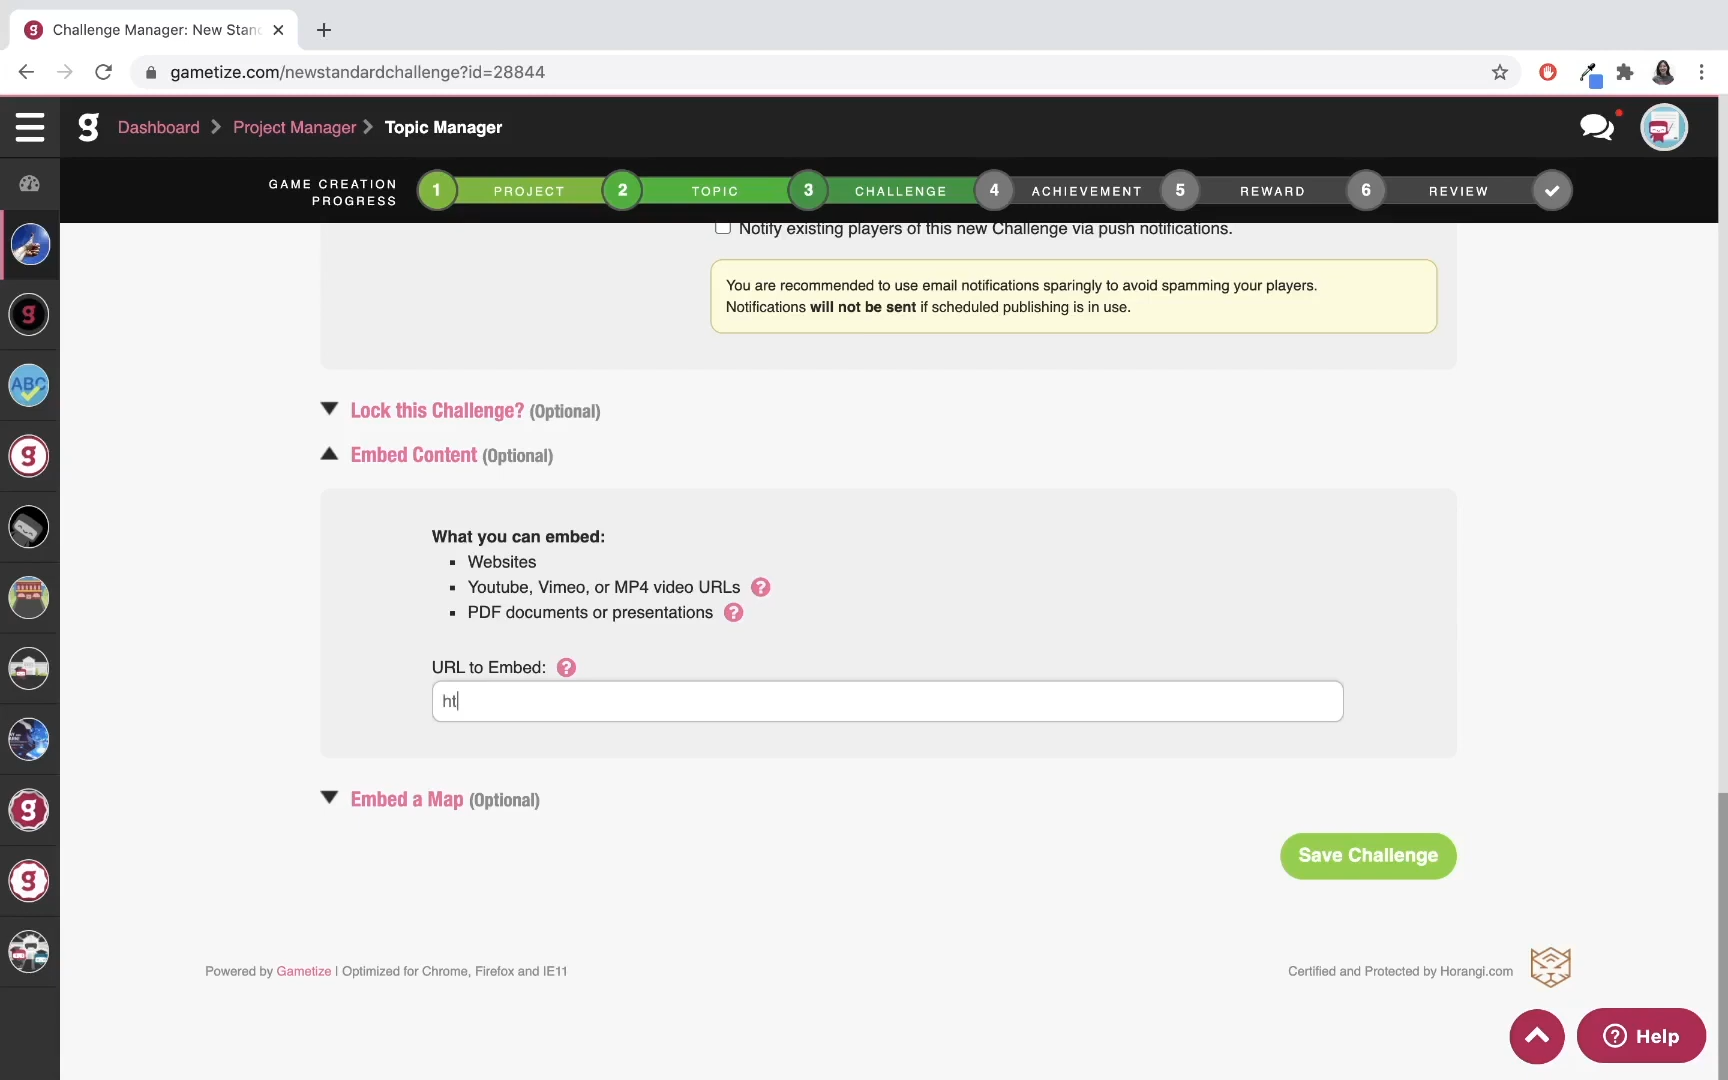 Challenge Manager: New Stan
gametize.com/newstandardchallenge?id=28844
g Dashboard Project Manager Topic Manager
GAME CREATION PROGRESS
1 PROJECT 2 TOPIC 3 CHALLENGE 4 ACHIEVEMENT 5 REWARD 6 REVIEW
Notify existing players of this new Challenge via push notifications.
You are recommended to use email notifications sparingly to avoid spamming your players.
Notifications will not be sent if scheduled publishing is in use.
Lock this Challenge? (Optional)
Embed Content (Optional)
What you can embed:
Websites
Youtube, Vimeo, or MP4 video URLs ?
PDF documents or presentations ?
URL to Embed: ?
ht
Embed a Map (Optional)
Save Challenge
Powered by Gametize | Optimized for Chrome, Firefox and IE11
Certified and Protected by Horangi.com
? Help
g
ABC
g
g
g